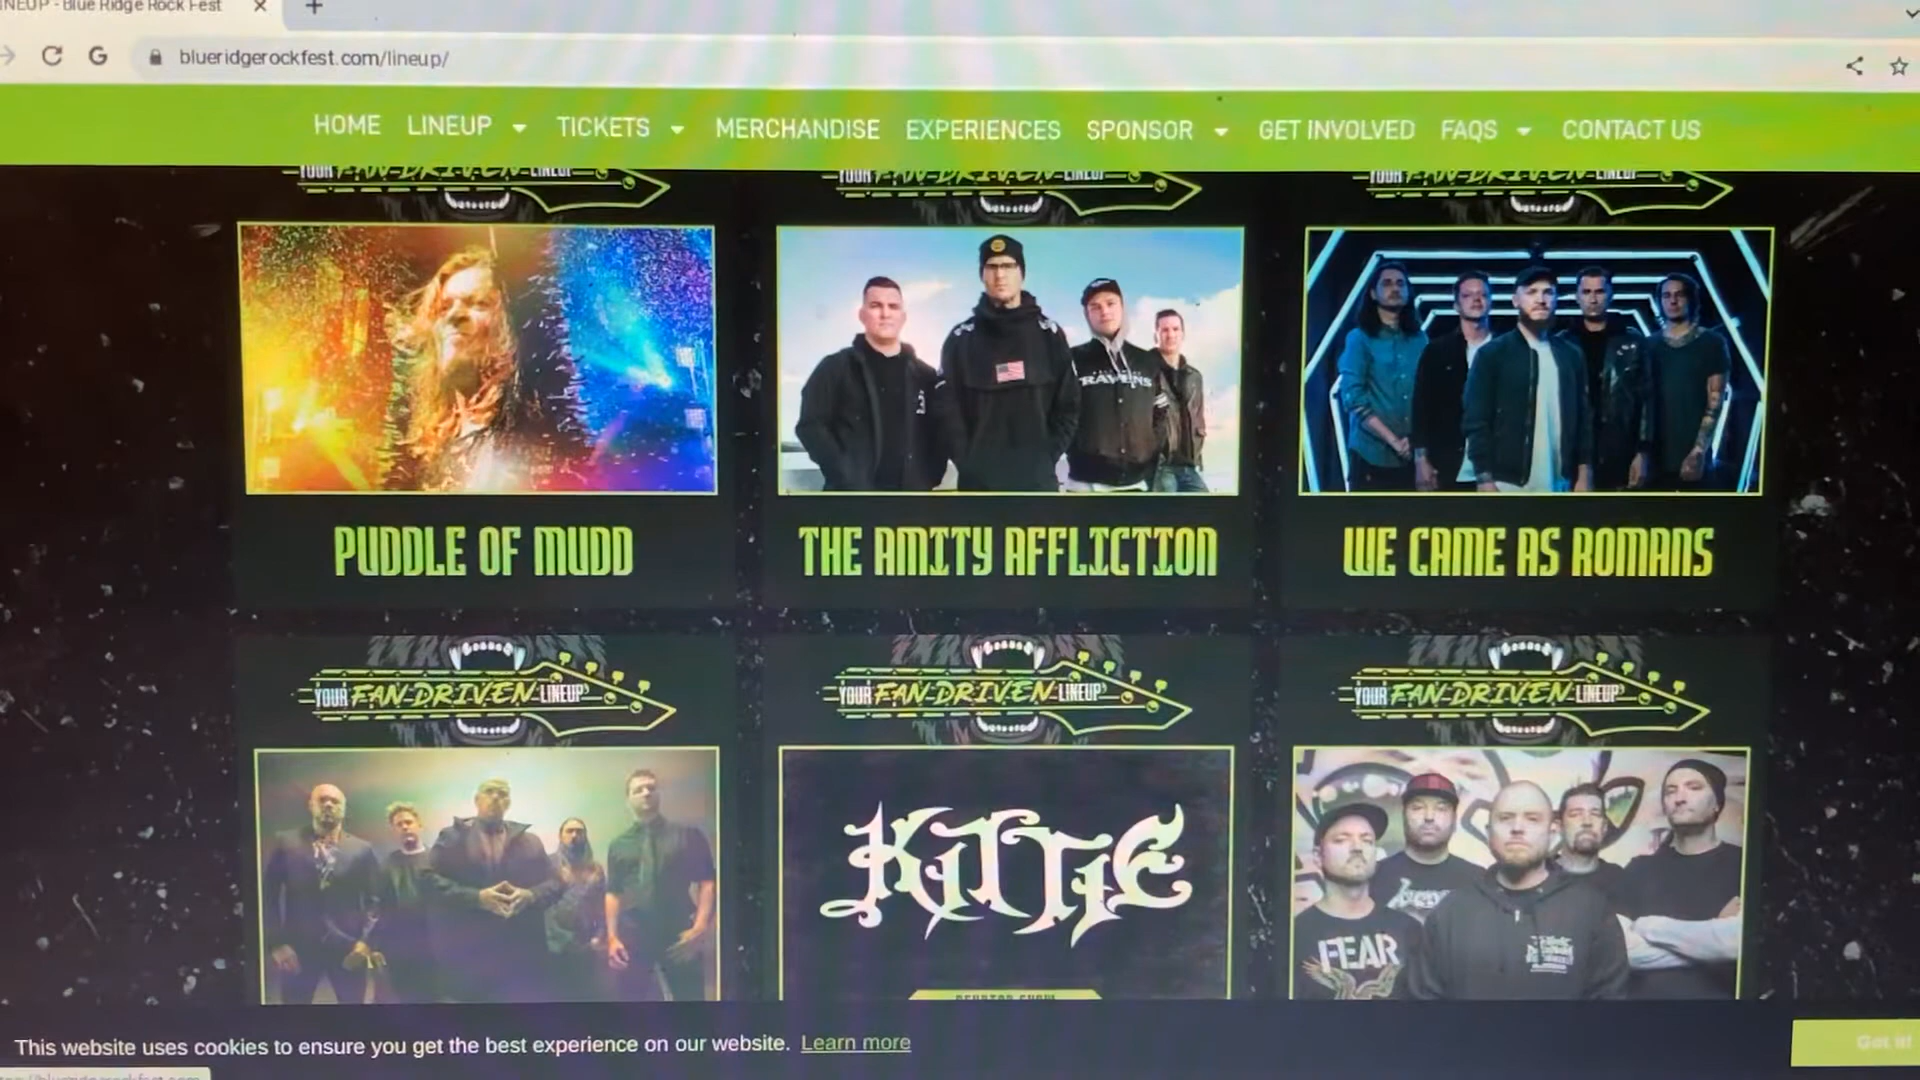 NEUP - Blue Ridge Rock Fest
blueridgerockfest.com/lineup/
HOME LINEUP TICKETS MERCHANDISE EXPERIENCES SPONSOR GET INVOLVED FAQS CONTACT US
YOUR FAN-DRIVEN LINEUP YOUR FAN-DRIVEN LINEUP YOUR FAN-DRIVEN LINEUP
RAVENS
PUDDLE OF MUDD THE AMITY AFFLICTION WE CAME AS ROMANS
YOUR FAN-DRIVEN LINEUP YOUR FAN-DRIVEN LINEUP YOUR FAN-DRIVEN LINEUP
KiTTiE
FEAR
This website uses cookies to ensure you get the best experience on our website. Learn more
Got it!